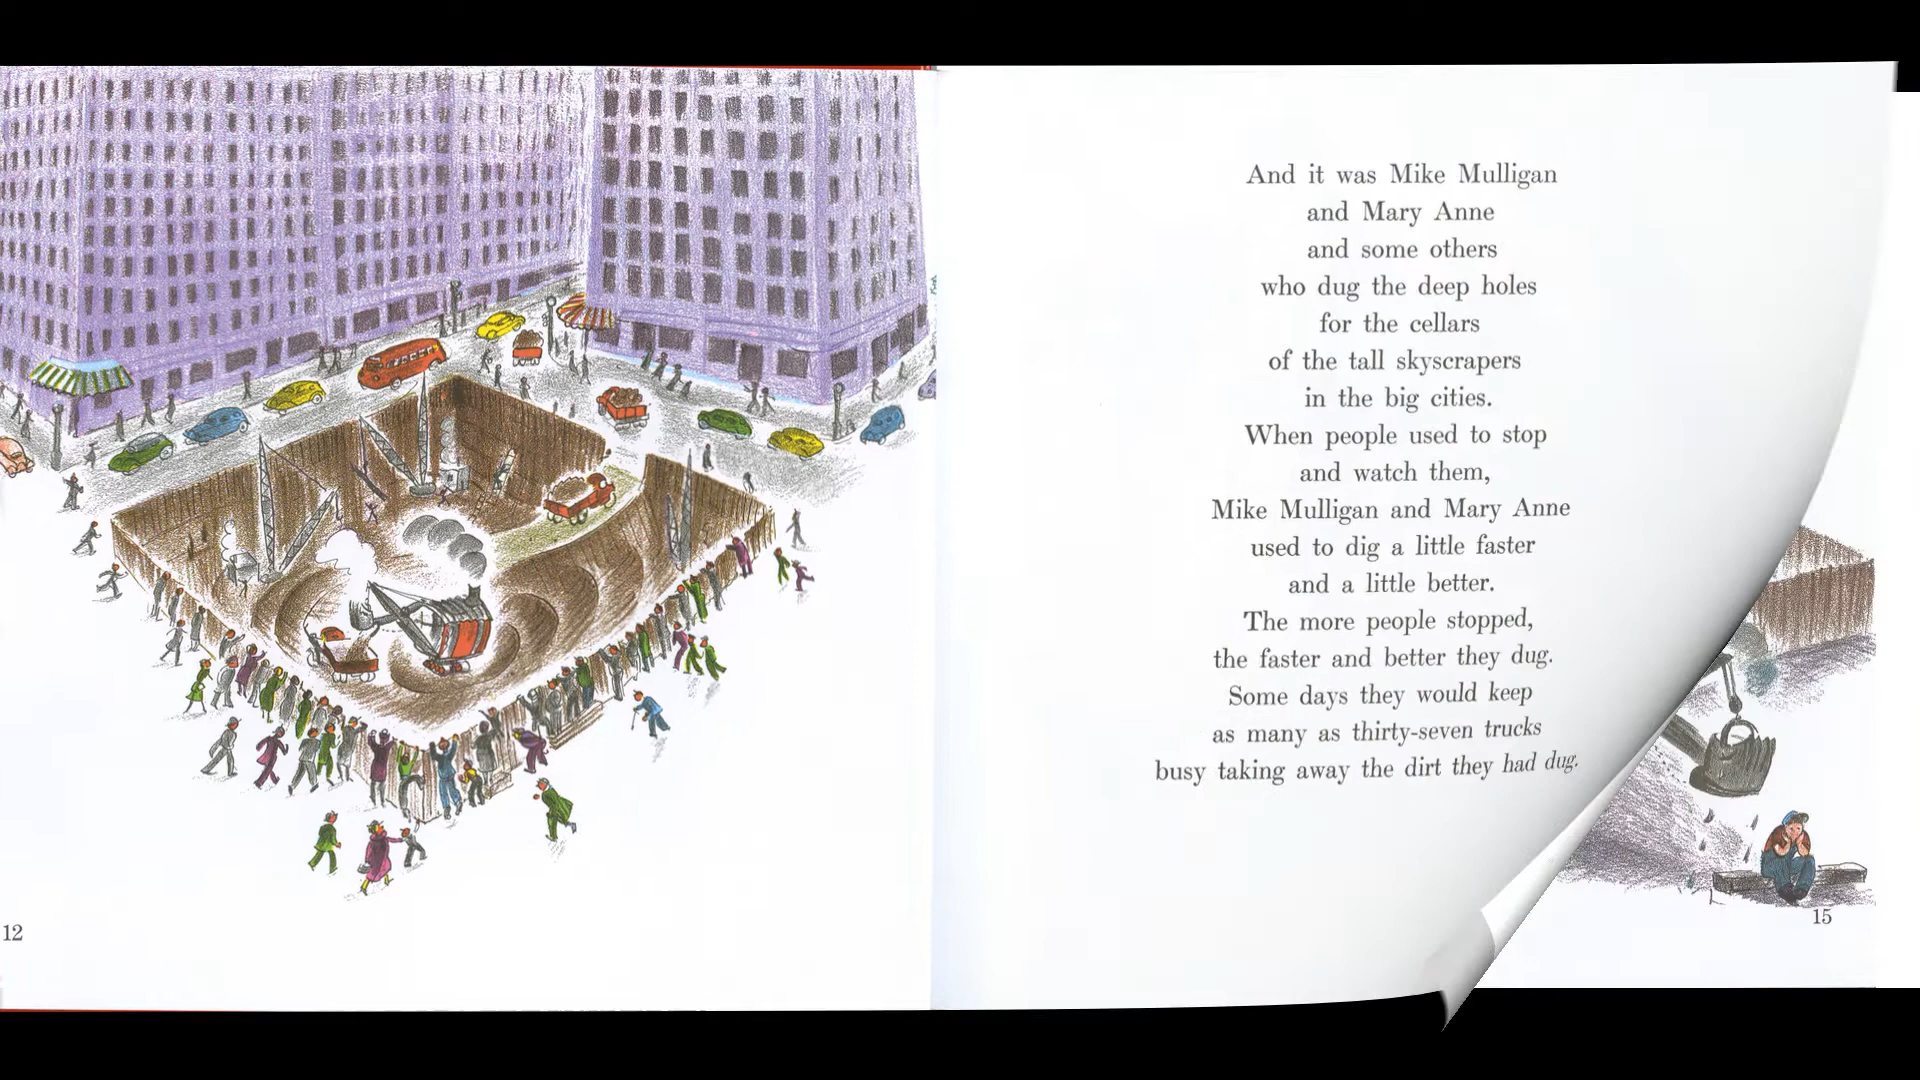 12
And it was Mike Mulligan
and Mary Anne
and some others
who dug the deep holes
for the cellars
of the tall skyscrapers
in the big cities.
When people used to stop
and watch them,
Mike Mulligan and Mary Anne
used to dig a little faster
and a little better.
The more people stopped,
the faster and better they dug.
Some days they would keep
as many as thirty-seven trucks
busy taking away the dirt they had dug.
15